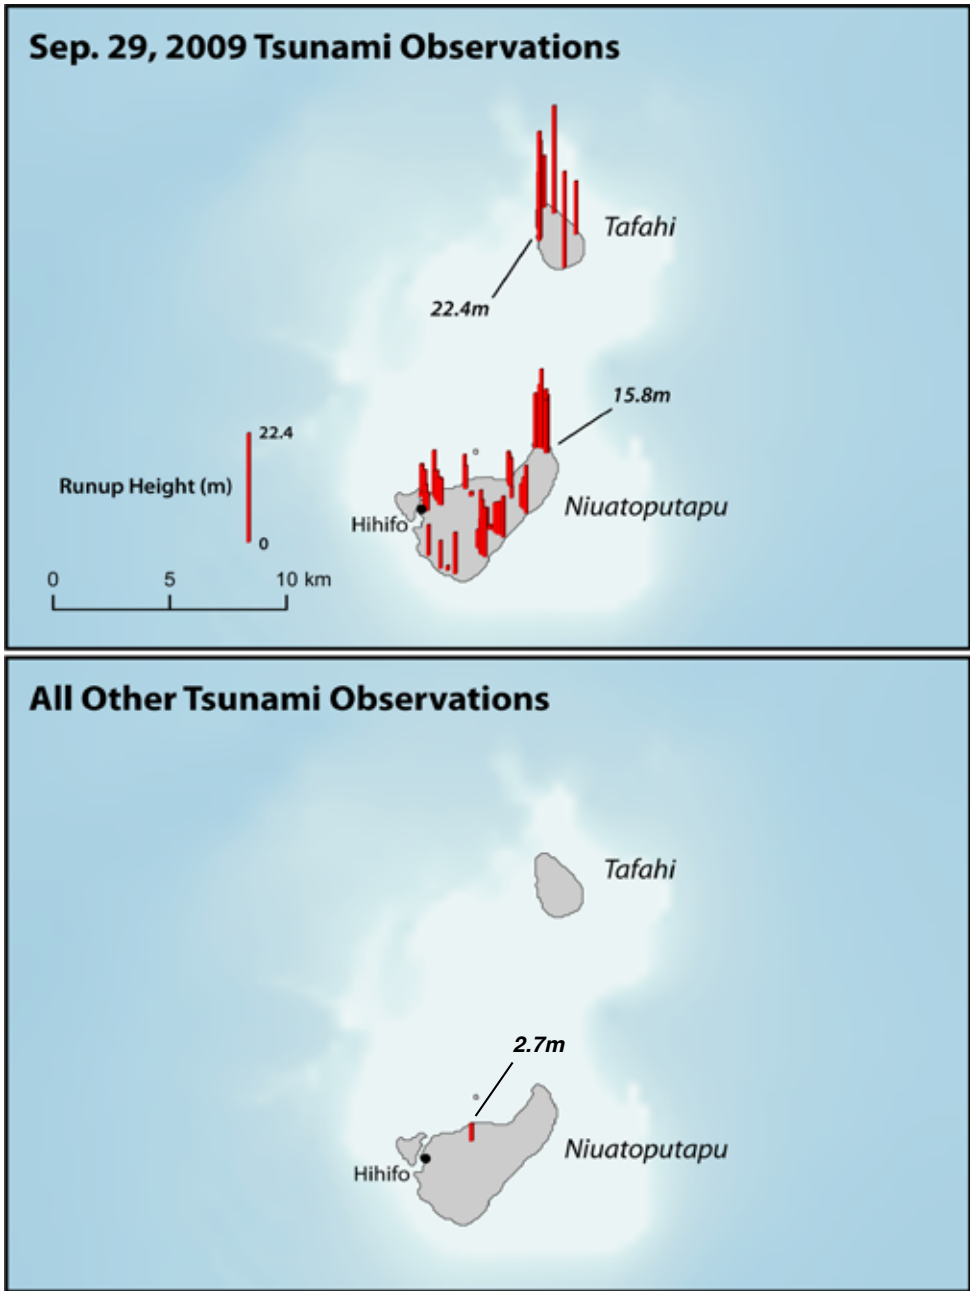 Sep. 29, 2009 Tsunami Observations
Tafahi
22.4m
15.8m
22.4
Runup Height (m)
Niuatoputapu
Hihifo
0
0 5 10 km
All Other Tsunami Observations
Tafahi
2.7m
Niuatoputapu
Hihifo